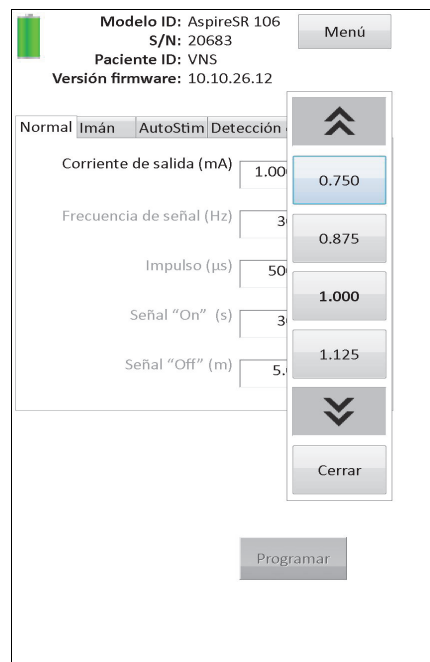 Modelo ID: AspireSR 106
Menú
S/N: 20683
Paciente ID: VNS
Versión firmware: 10.10.26.12
Normal Imán AutoStim Detección
Corriente de salida (mA) 1.00
0.750
Frecuencia de señal (Hz) 3
0.875
Impulso (µs) 50
1.000
Señal "On" (s) 3
1.125
Señal "Off" (m) 5.
Cerrar
Programar